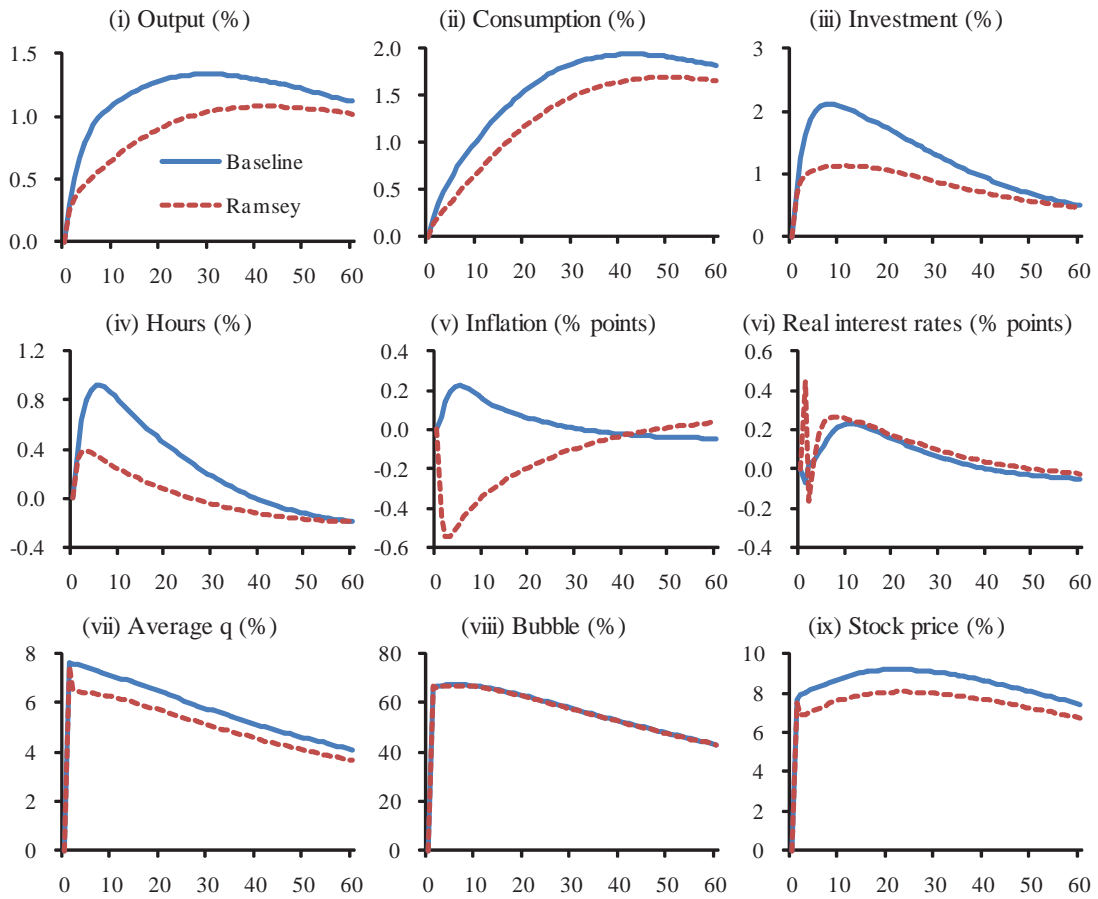 (i) Output (%)
1.5
1.0
0.5
0.0
Baseline
Ramsey
0 10 20 30 40 50 60
(ii) Consumption (%)
2.0
1.5
1.0
0.5
0.0
0 10 20 30 40 50 60
(iii) Investment (%)
3
2
1
0
0 10 20 30 40 50 60
(iv) Hours (%)
1.2
0.8
0.4
0.0
-0.4
0 10 20 30 40 50 60
(v) Inflation (% points)
0.4
0.2
0.0
-0.2
-0.4
-0.6
0 10 20 30 40 50 60
(vi) Real interest rates (% points)
0.6
0.4
0.2
0.0
-0.2
-0.4
0 10 20 30 40 50 60
(vii) Average q (%)
8
6
4
2
0
0 10 20 30 40 50 60
(viii) Bubble (%)
80
60
40
20
0
0 10 20 30 40 50 60
(ix) Stock price (%)
10
8
6
4
2
0
0 10 20 30 40 50 60